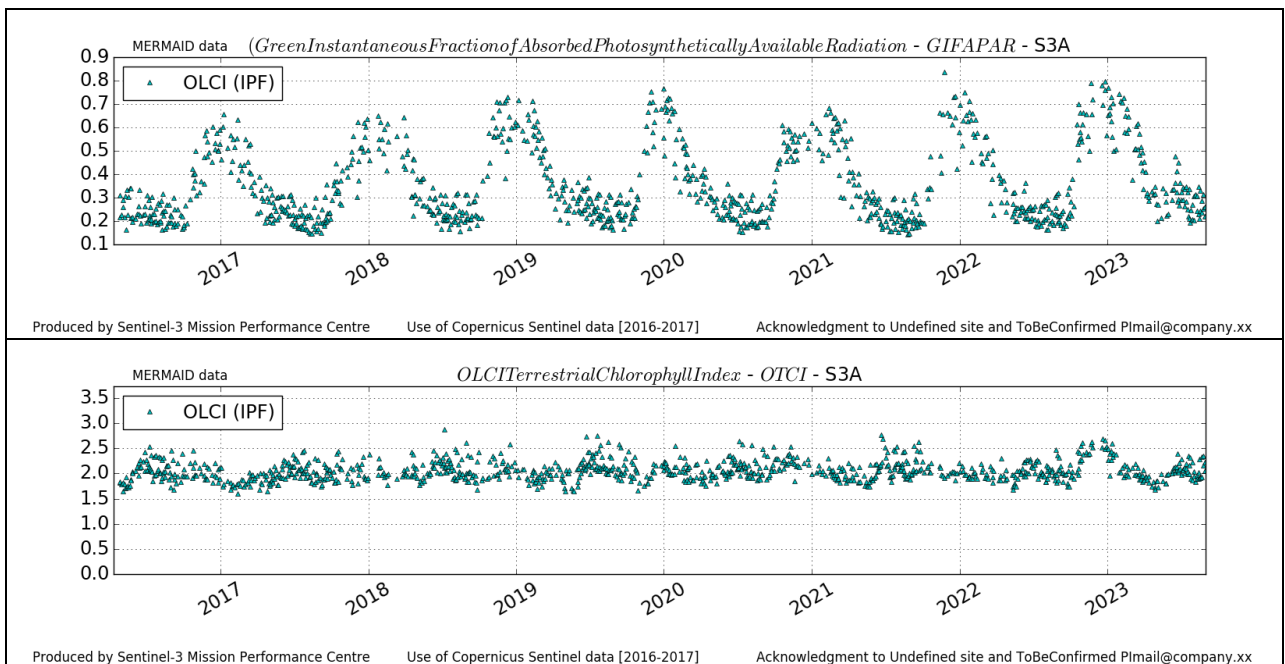 MERMAID data (GreenInstantaneousFractionofAbsorbedPhotosyntheticallyAvailableRadiation - GIFAPAR - S3A
0.9
OLCI (IPF)
0.8
0.7
0.6
0.5
0.4
0.3
0.2
0.1
2017 2018 2019 2020 2021 2022 2023
Produced by Sentinel-3 Mission Performance Centre Use of Copernicus Sentinel data [2016-2017] Acknowledgment to Undefined site and ToBeConfirmed PImail@company.xx
MERMAID data OLCITerrestrialChlorophyllIndex - OTCI - S3A
3.5
OLCI (IPF)
3.0
2.5
2.0
1.5
1.0
0.5
0.0
2017 2018 2019 2020 2021 2022 2023
Produced by Sentinel-3 Mission Performance Centre Use of Copernicus Sentinel data [2016-2017] Acknowledgment to Undefined site and ToBeConfirmed PImail@company.xx